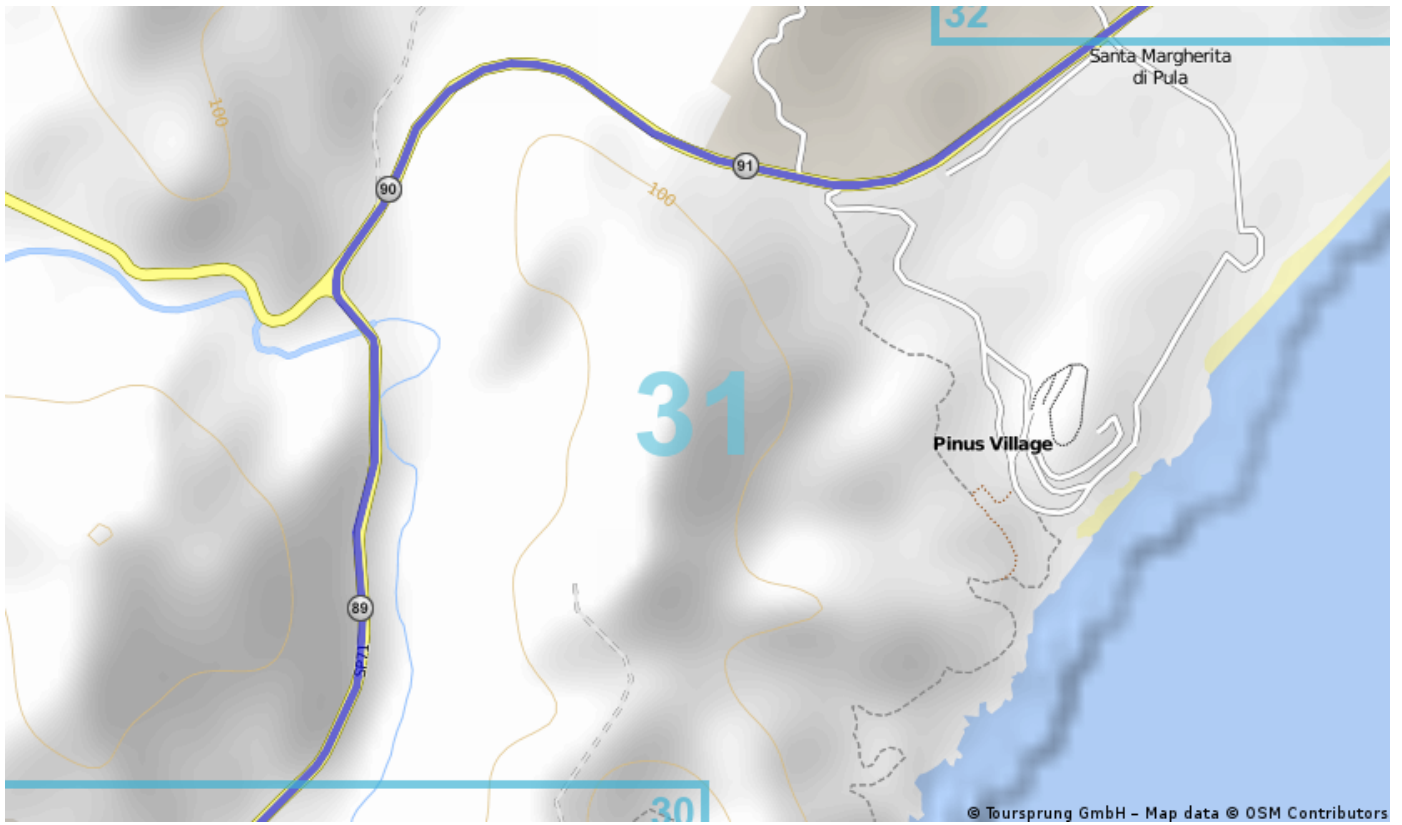 32
Santa Margherita
di Pula
100
91
90
100
31
Pinus Village
89
SP71
30
© Toursprung GmbH – Map data © OSM Contributors